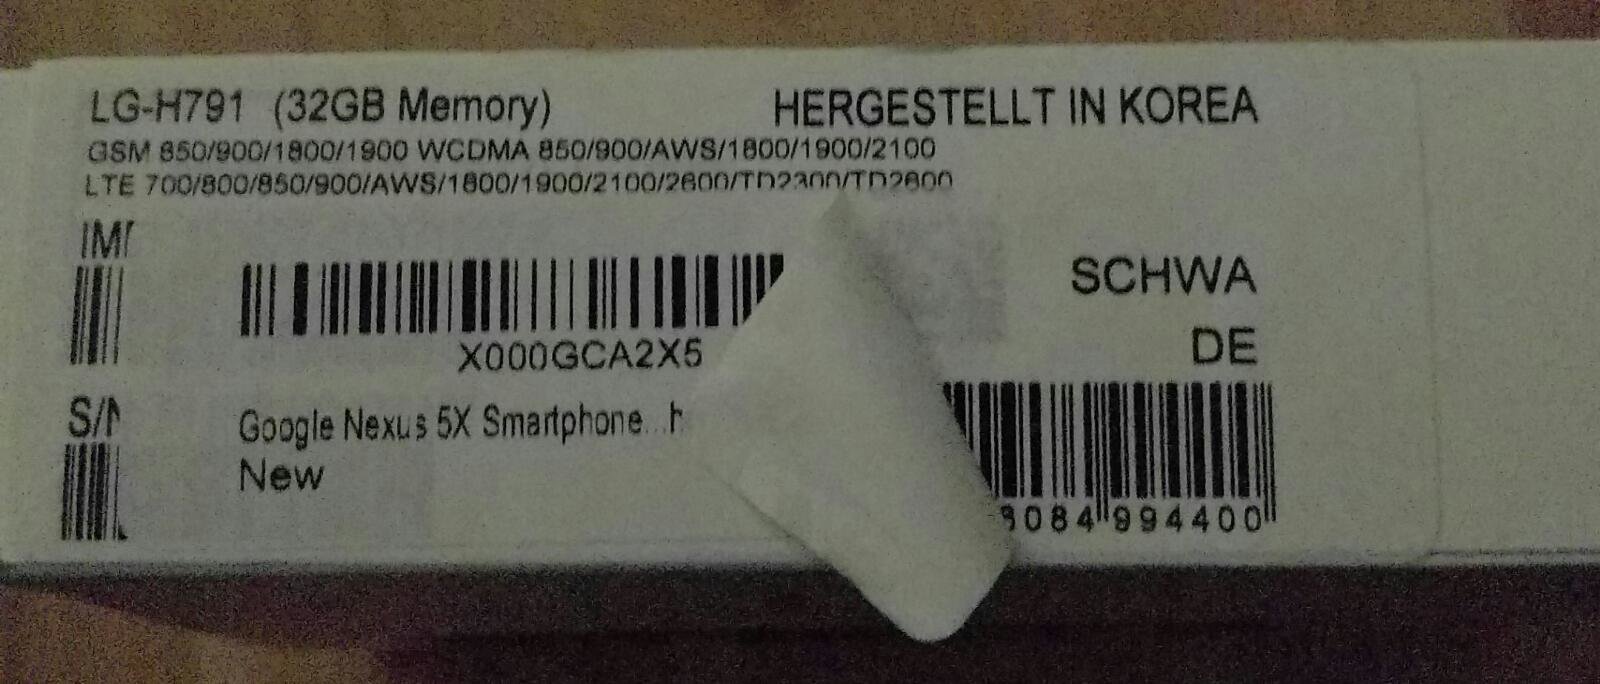 LG-H791 (32GB Memory)
HERGESTELLT IN KOREA
GSM 850/900/1800/1900 WCDMA 850/900/AWS/1800/1900/2100
LTE 700/800/850/900/AWS/1800/1900/2100/2600/TD2300/TD2600
SCHWA
DE
X000GCA2X5
S/N
Google Nexus 5X Smartphone...h
New
8084 994400